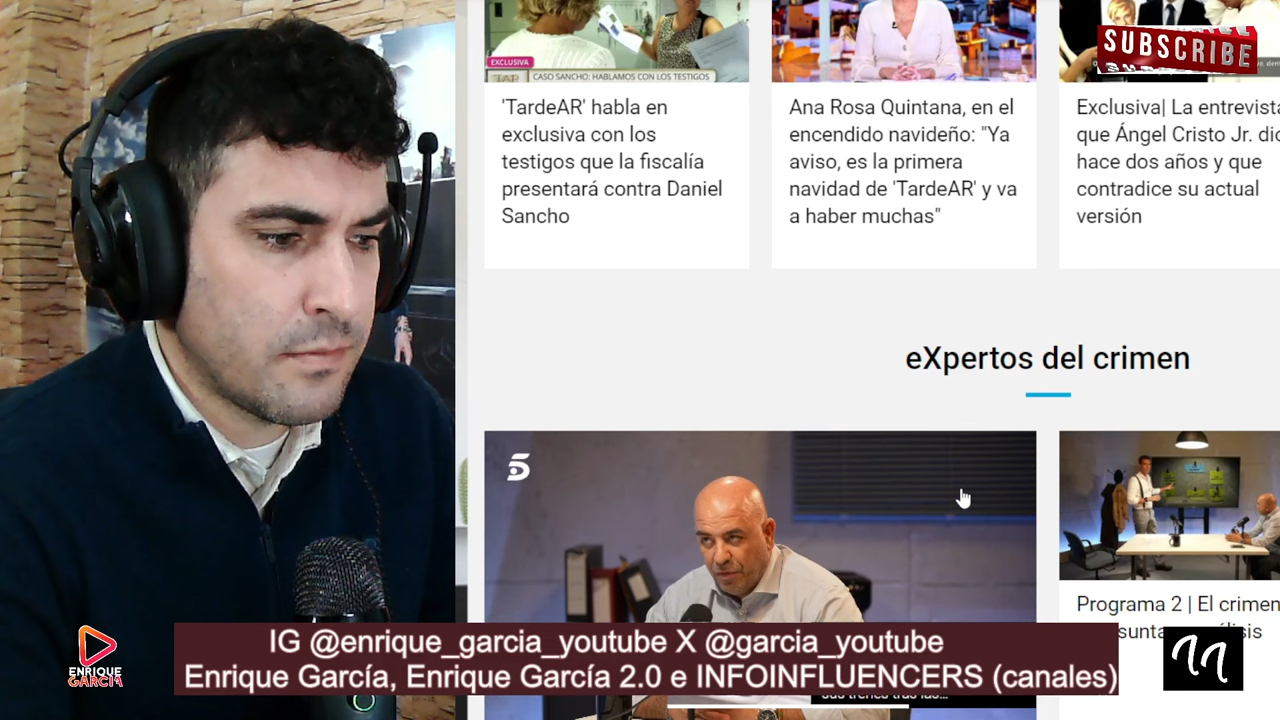 SUBSCRIBE
EXCLUSIVA
CASO SANCHO: HABLAMOS CON LOS TESTIGOS
'TardeAR' habla en
exclusiva con los
testigos que la fiscalía
presentará contra Daniel
Sancho
Ana Rosa Quintana, en el
encendido navideño: "Ya
aviso, es la primera
navidad de 'TardeAR' y va
a haber muchas"
Exclusiva| La entrevista
que Ángel Cristo Jr. dio
hace dos años y que
contradice su actual
versión
eXpertos del crimen
5
Programa 2 | El crimen
IG @enrique_garcia_youtube X @garcia_youtube
Enrique García, Enrique García 2.0 e INFOINFLUENCERS (canales)
ENRIQUE
GARCÍA